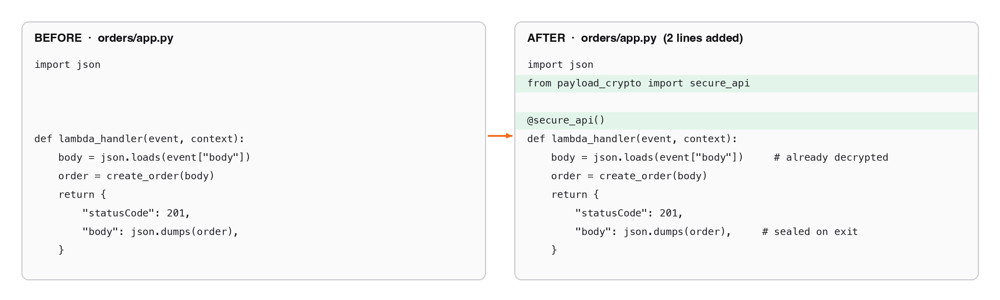 BEFORE · orders/app.py
import json
def lambda_handler(event, context):
    body = json.loads(event["body"])
    order = create_order(body)
    return {
        "statusCode": 201,
        "body": json.dumps(order),
    }
AFTER · orders/app.py (2 lines added)
import json
from payload_crypto import secure_api
@secure_api()
def lambda_handler(event, context):
    body = json.loads(event["body"])     # already decrypted
    order = create_order(body)
    return {
        "statusCode": 201,
        "body": json.dumps(order),     # sealed on exit
    }